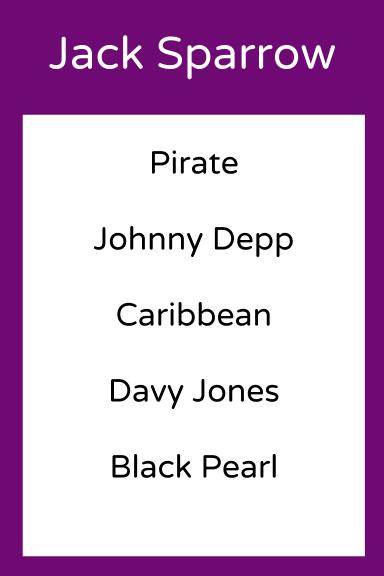 Jack Sparrow
Pirate
Johnny Depp
Caribbean
Davy Jones
Black Pearl